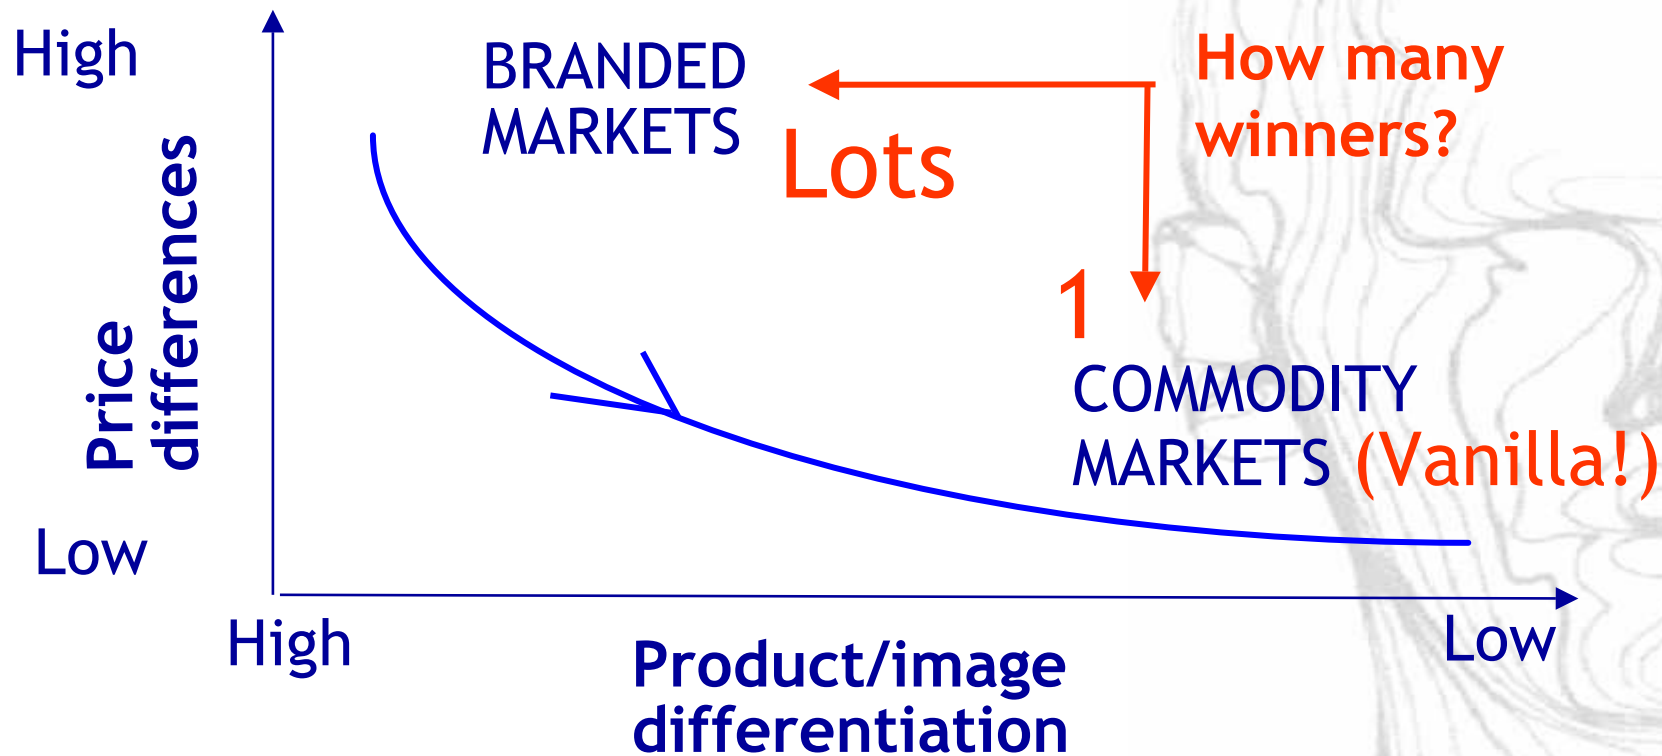 High
BRANDED
MARKETS
How many
winners?
Lots
Price
differences
1
COMMODITY
MARKETS (Vanilla!)
Low
High
Low
Product/image
differentiation